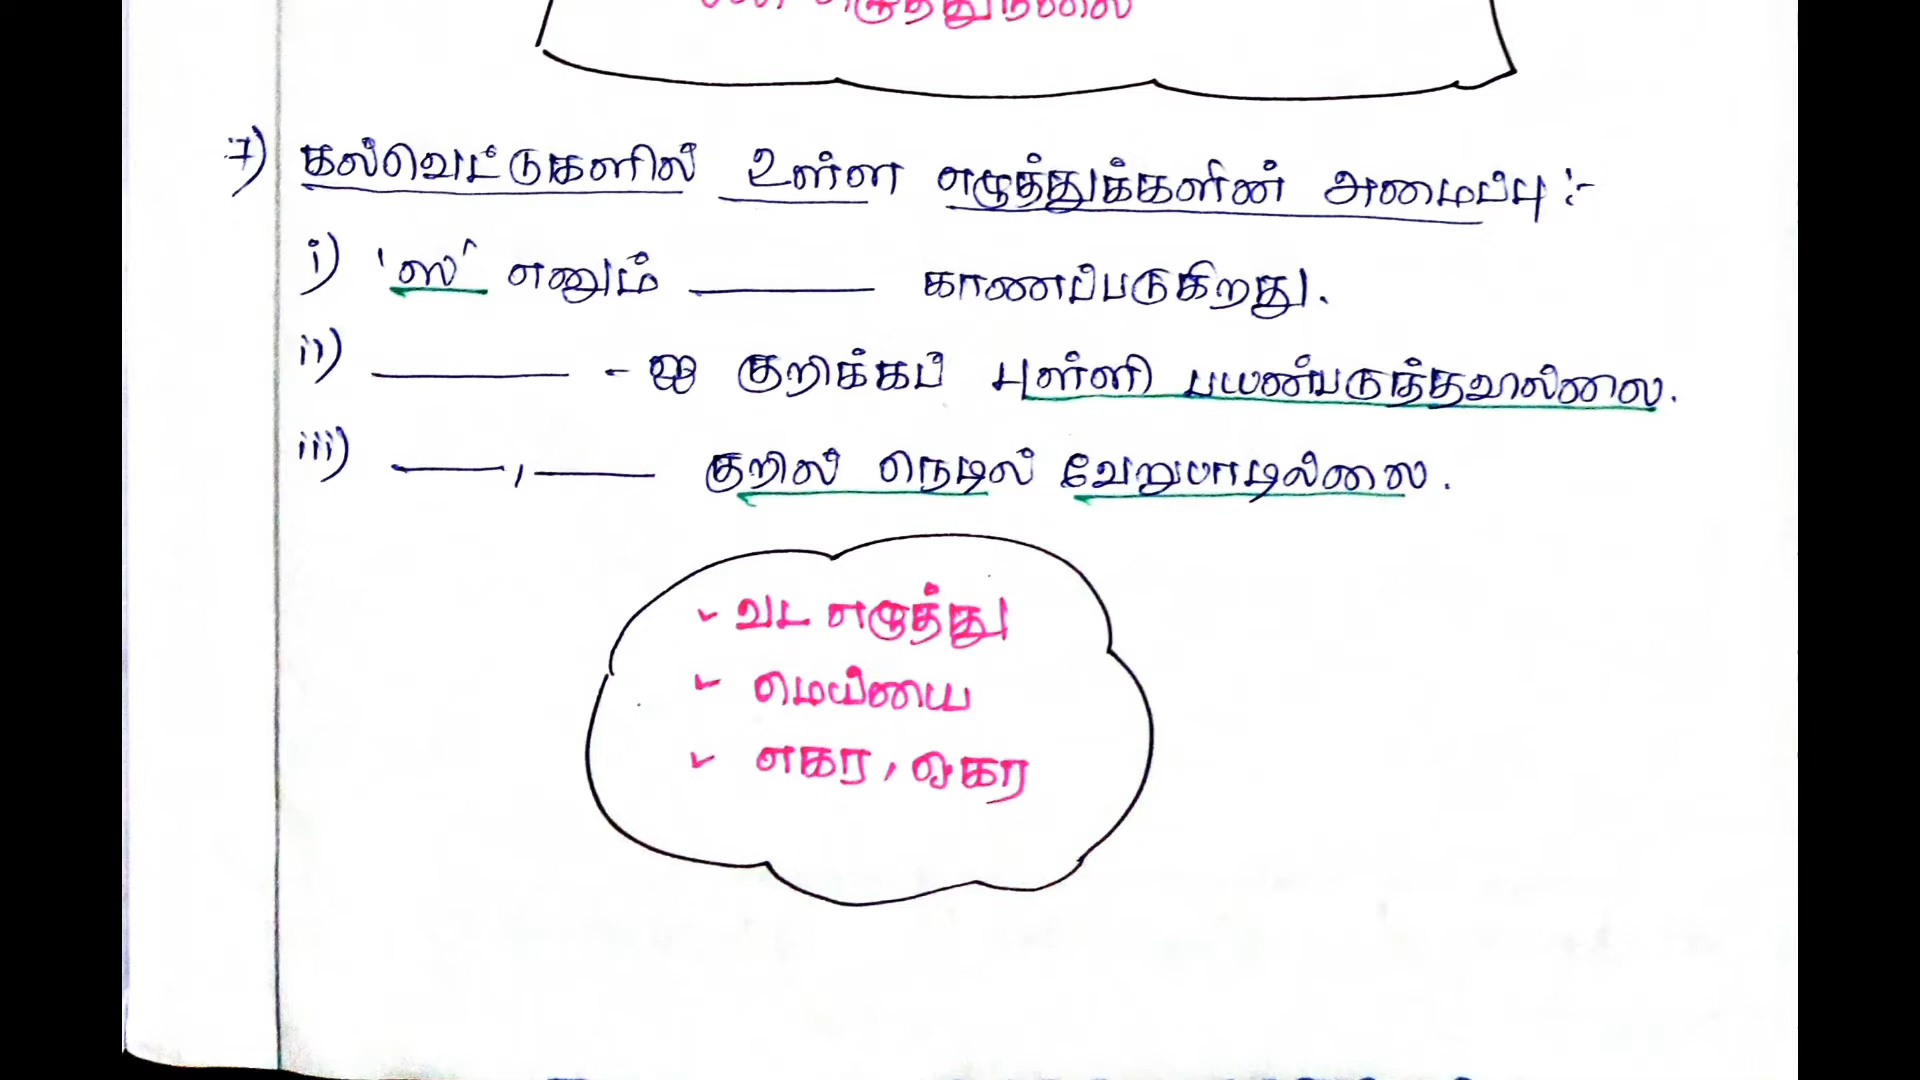 எழுத்துநிலை
7) கல்வெட்டுகளில் உள்ள எழுத்துக்களின் அமைப்பு :-
i) 'ஸ' எனும் ______ காணப்படுகிறது.
ii) ______ - ஐ குறிக்கப் புள்ளி பயன்படுத்தவில்லை.
iii) ____, ____ குறில் நெடில் வேறுபாடில்லை.
வட எழுத்து
மெய்யை
எகர, ஒகர